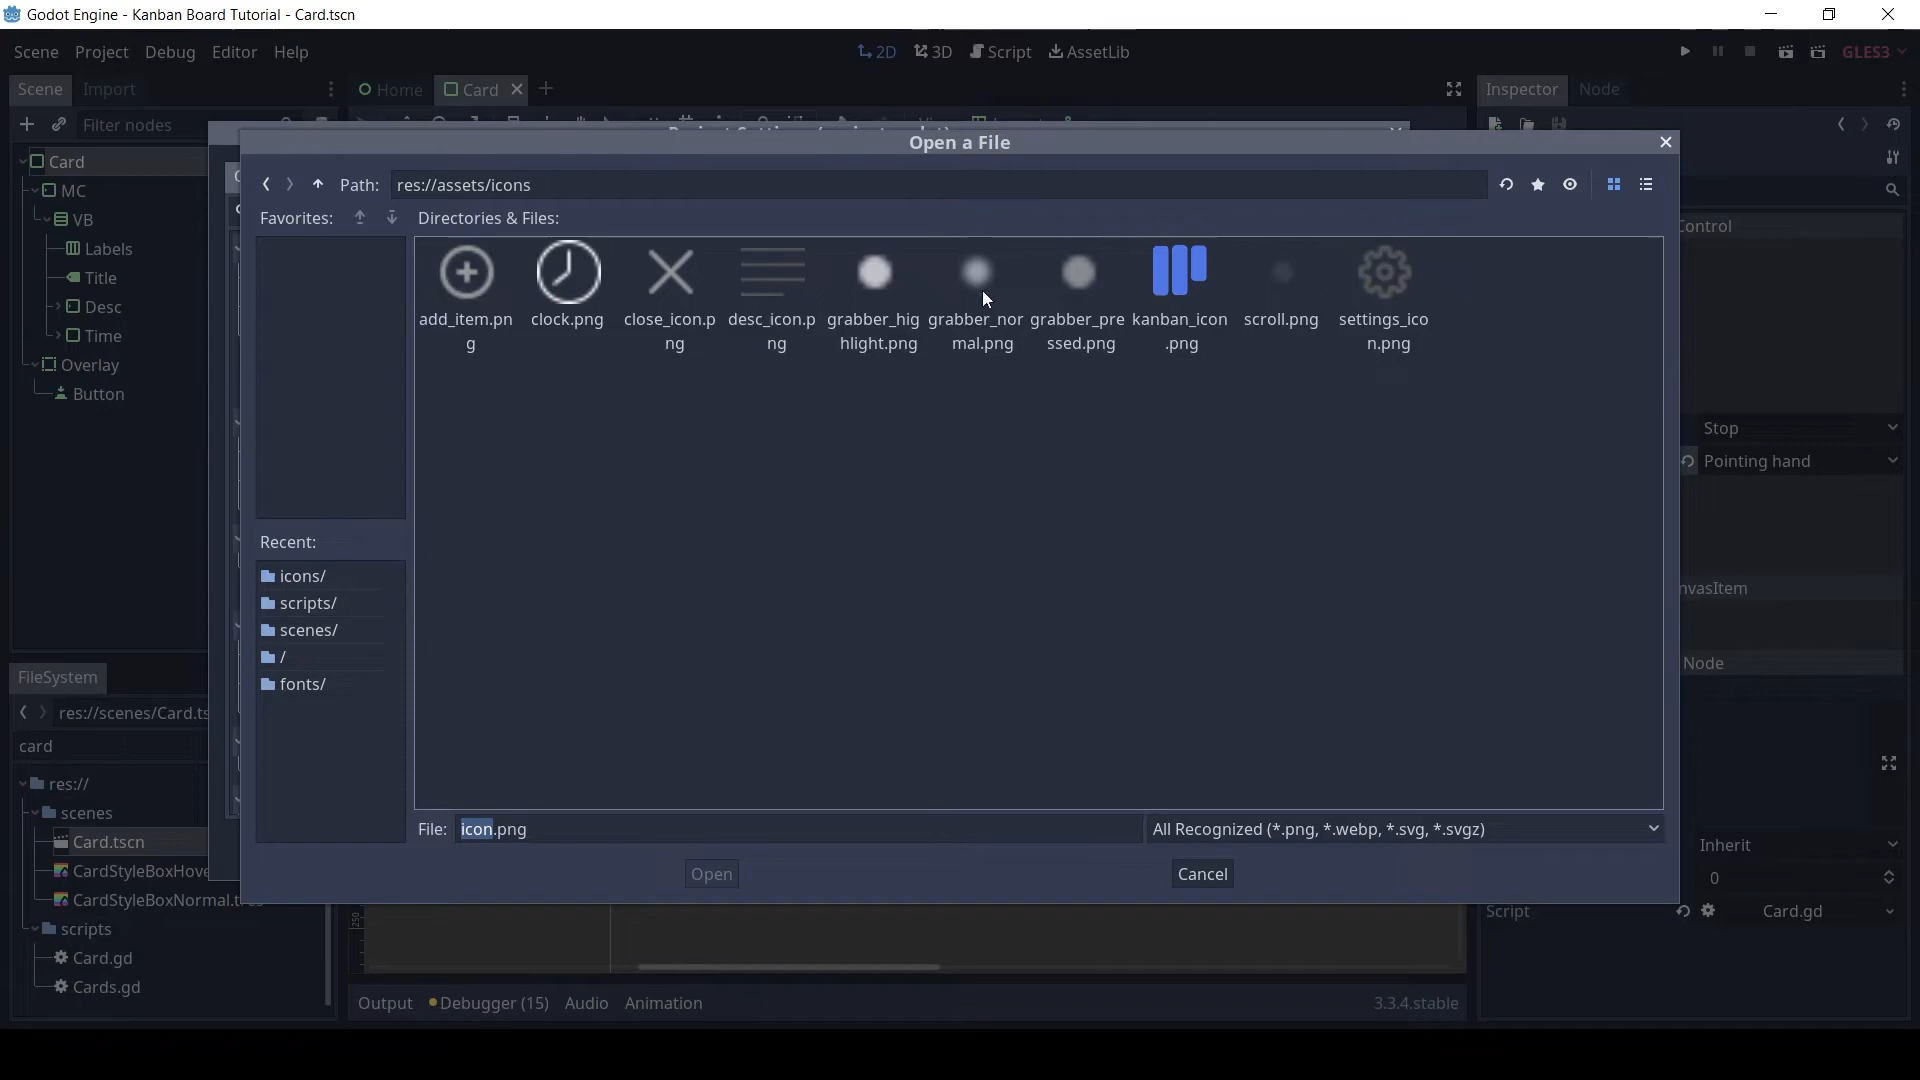 Godot Engine - Kanban Board Tutorial - Card.tscn
Scene Project Debug Editor Help
2D 3D Script AssetLib
GLES3
Scene Import
Home Card
Inspector Node
Filter nodes
Open a File
Card
MC
VB
Labels
Title
Desc
Time
Overlay
Button
Path: res://assets/icons
Favorites:
Directories & Files:
add_item.pn
g
clock.png
close_icon.p
ng
desc_icon.p
ng
grabber_hig
hlight.png
grabber_nor
mal.png
grabber_pre
ssed.png
kanban_icon
.png
scroll.png
settings_ico
n.png
Recent:
icons/
scripts/
scenes/
/
fonts/
File: icon.png
All Recognized (*.png, *.webp, *.svg, *.svgz)
Open
Cancel
Control
Stop
Pointing hand
nvasItem
Node
Inherit
0
Script Card.gd
FileSystem
res://scenes/Card.ts
card
res://
scenes
Card.tscn
CardStyleBoxHove
CardStyleBoxNormal.tres
scripts
Card.gd
Cards.gd
250
Output Debugger (15) Audio Animation
3.3.4.stable